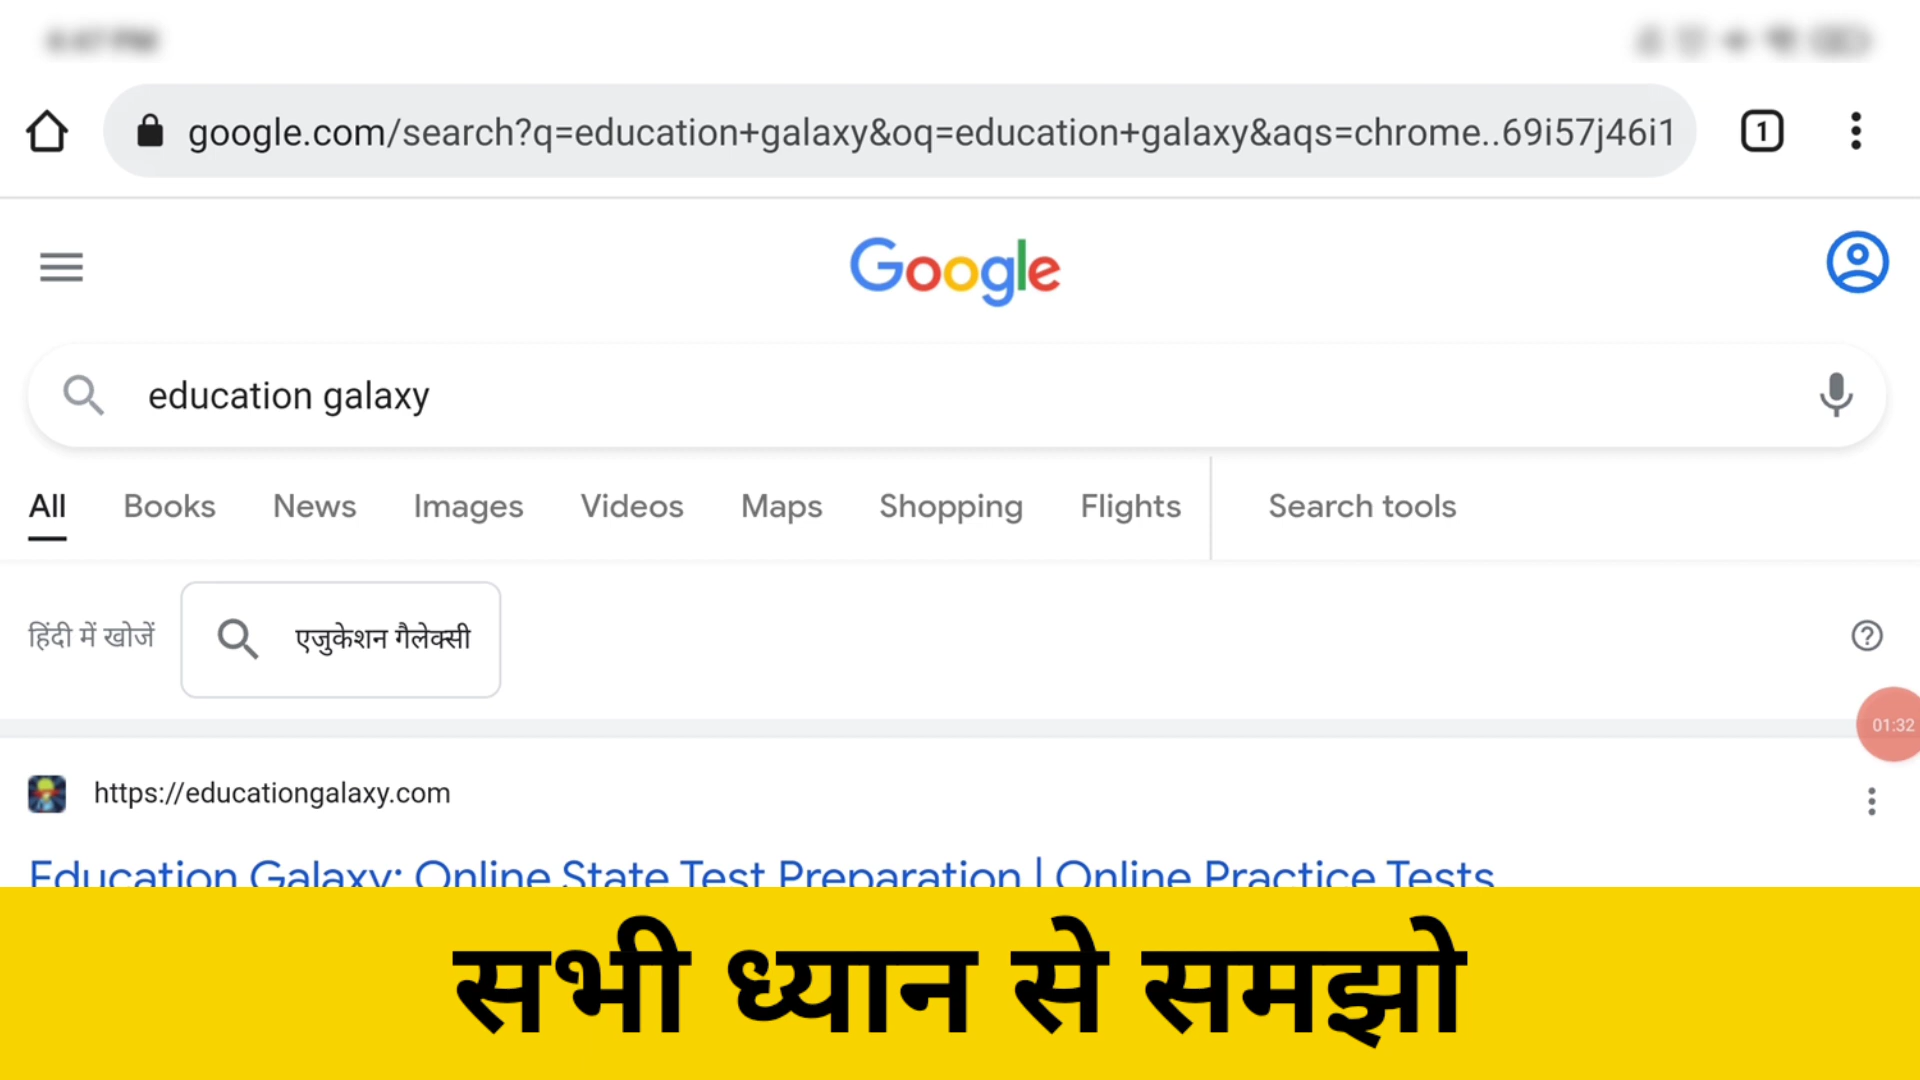 google.com/search?q=education+galaxy&oq=education+galaxy&aqs=chrome..69i57j46i1
1
Google
education galaxy
All Books News Images Videos Maps Shopping Flights Search tools
हिंदी में खोजें एजुकेशन गैलेक्सी
01:32
https://educationgalaxy.com
Education Galaxy: Online State Test Preparation | Online Practice Tests
सभी ध्यान से समझो